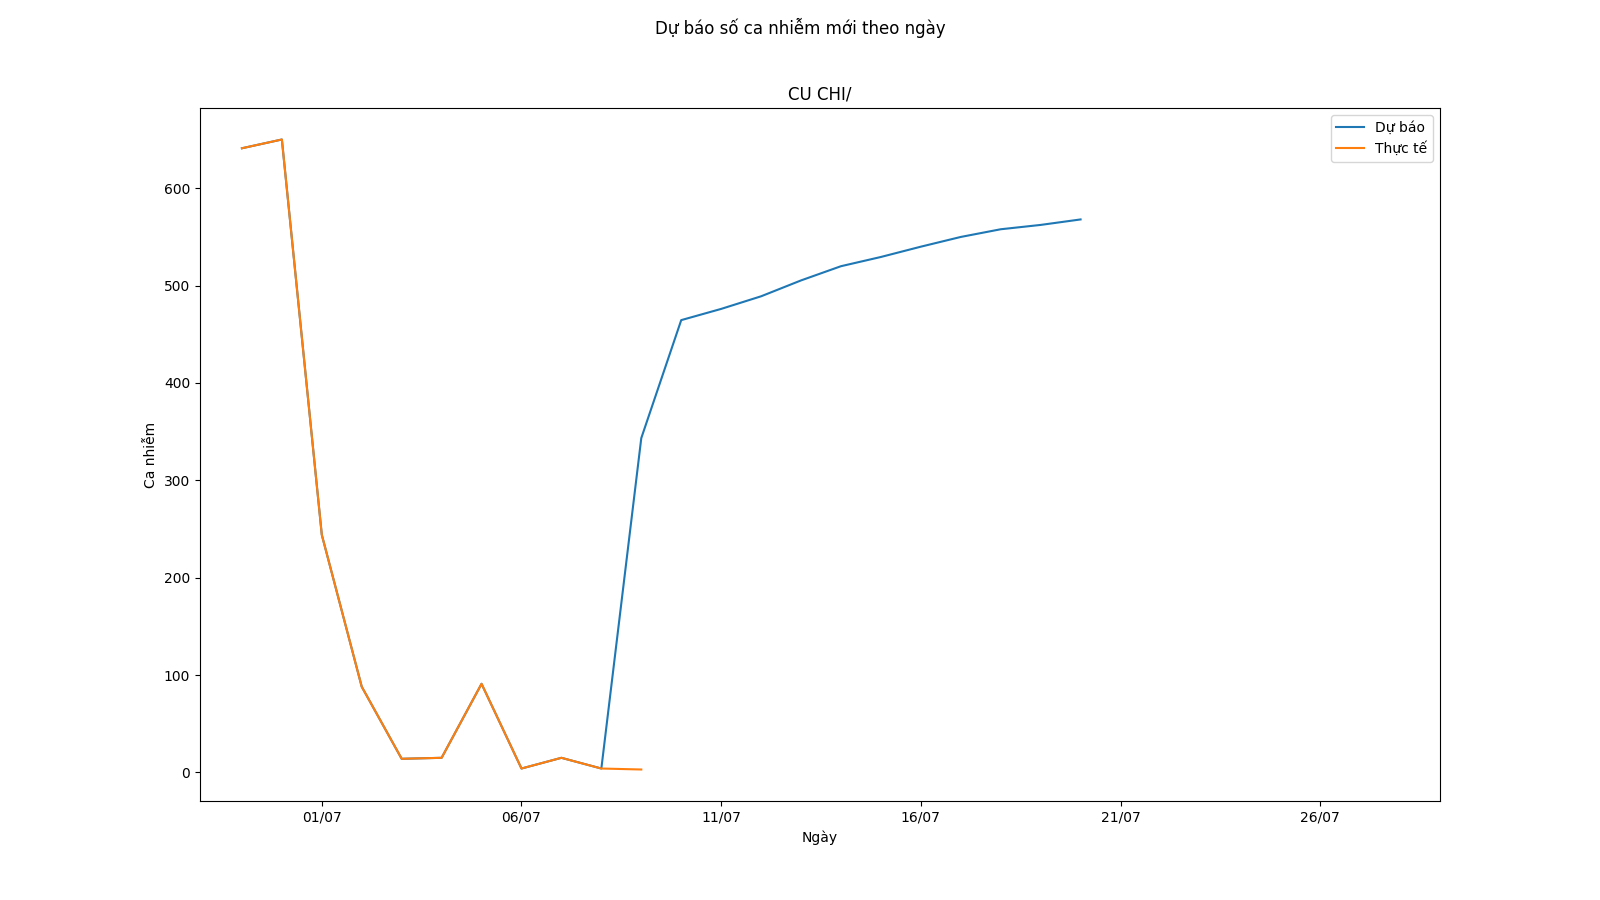 Dự báo số ca nhiễm mới theo ngày
CU CHI/
Dự báo
Thực tế
600
500
400
300
200
100
0
Ca nhiễm
01/07
06/07
11/07
16/07
21/07
26/07
Ngày